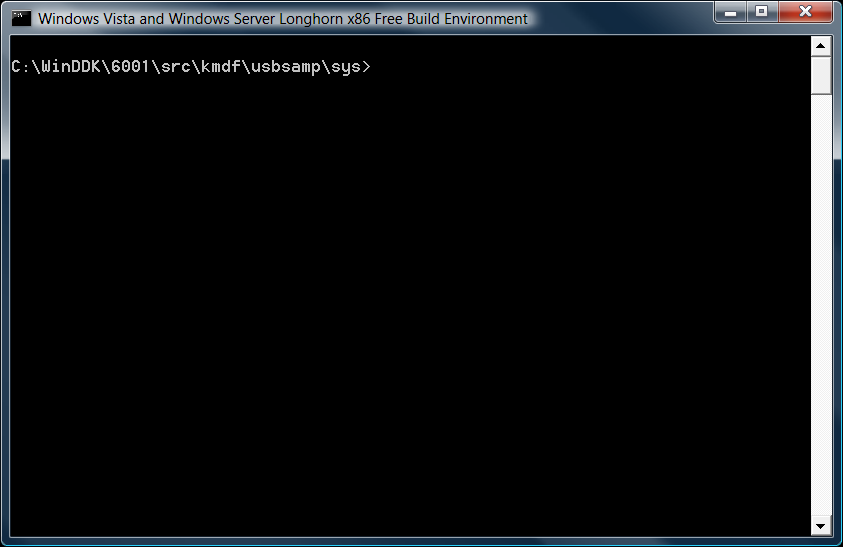 Windows Vista and Windows Server Longhorn x86 Free Build Environment
C:\WinDDK\6001\src\kmdf\usbsamp\sys>